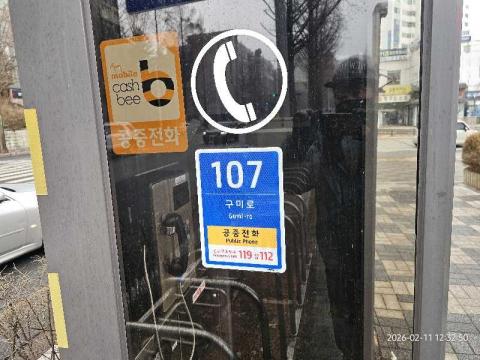 mobile
cash
bee
공중전화
107
구미로
Gumi-ro
공중전화
Public Phone
119 112
2026-02-11 12:32:50